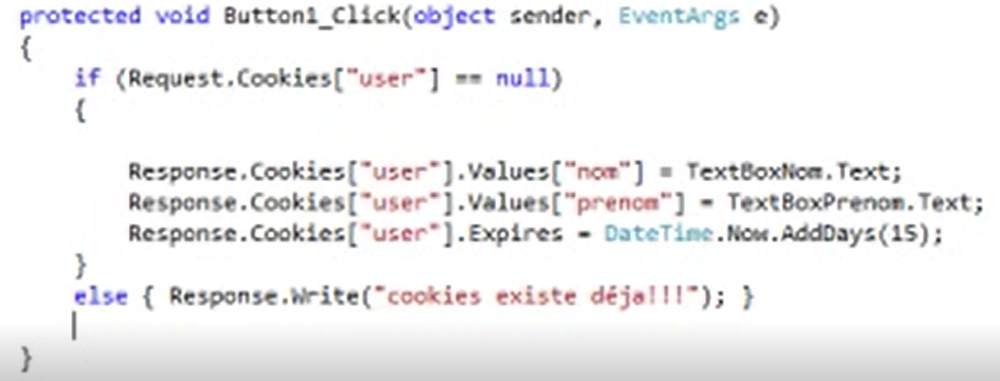 protected void Button1_Click(object sender, EventArgs e)
{
if (Request.Cookies["user"] == null)
{
Response.Cookies["user"].Values["nom"] = TextBoxNom.Text;
Response.Cookies["user"].Values["prenom"] = TextBoxPrenom.Text;
Response.Cookies["user"].Expires = DateTime.Now.AddDays(15);
}
else { Response.Write("cookies existe déja!!!"); }
}